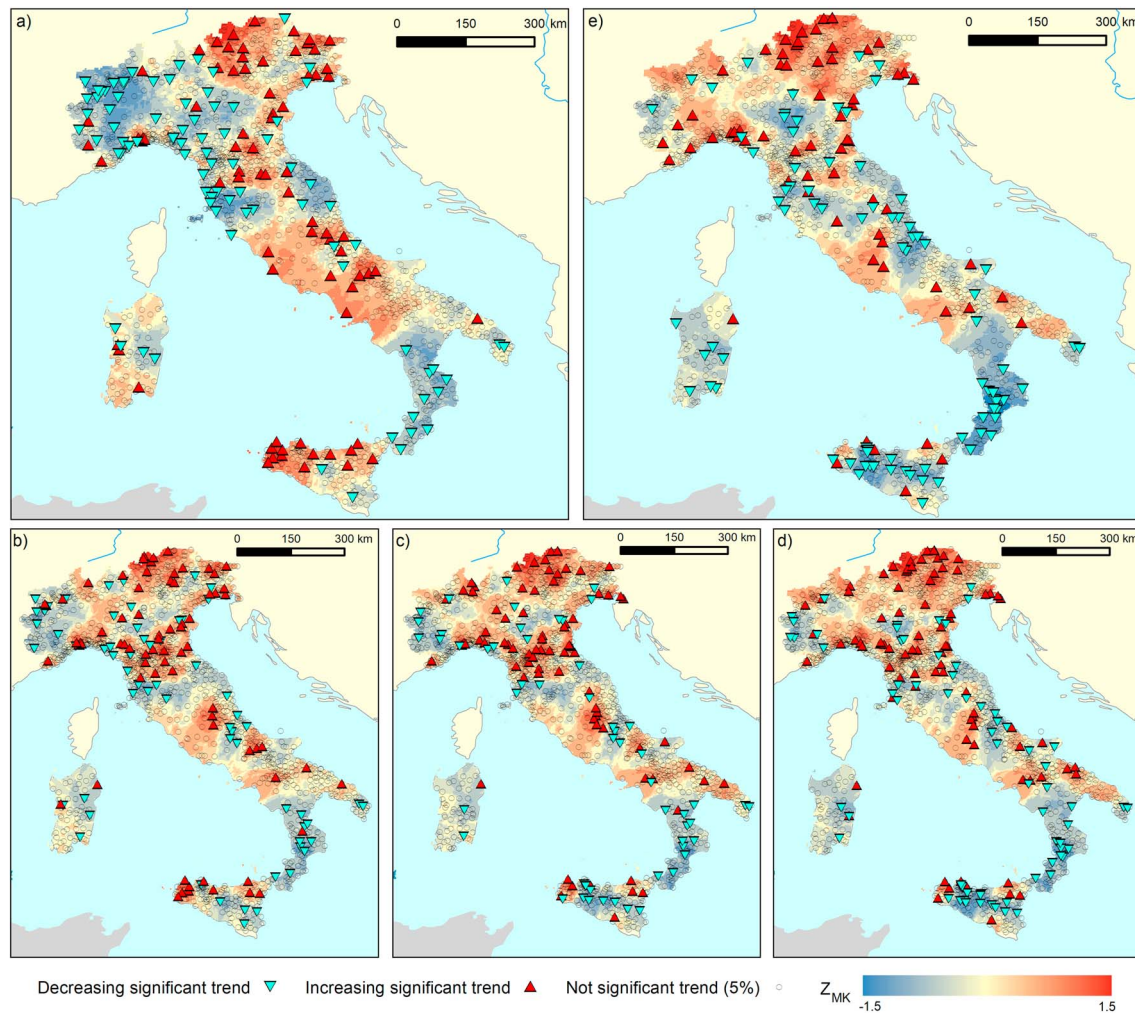 a)
0 150 300 km
e)
0 150 300 km
b)
0 150 300 km
c)
0 150 300 km
d)
0 150 300 km
Decreasing significant trend Increasing significant trend Not significant trend (5%) Z_MK
-1.5 1.5